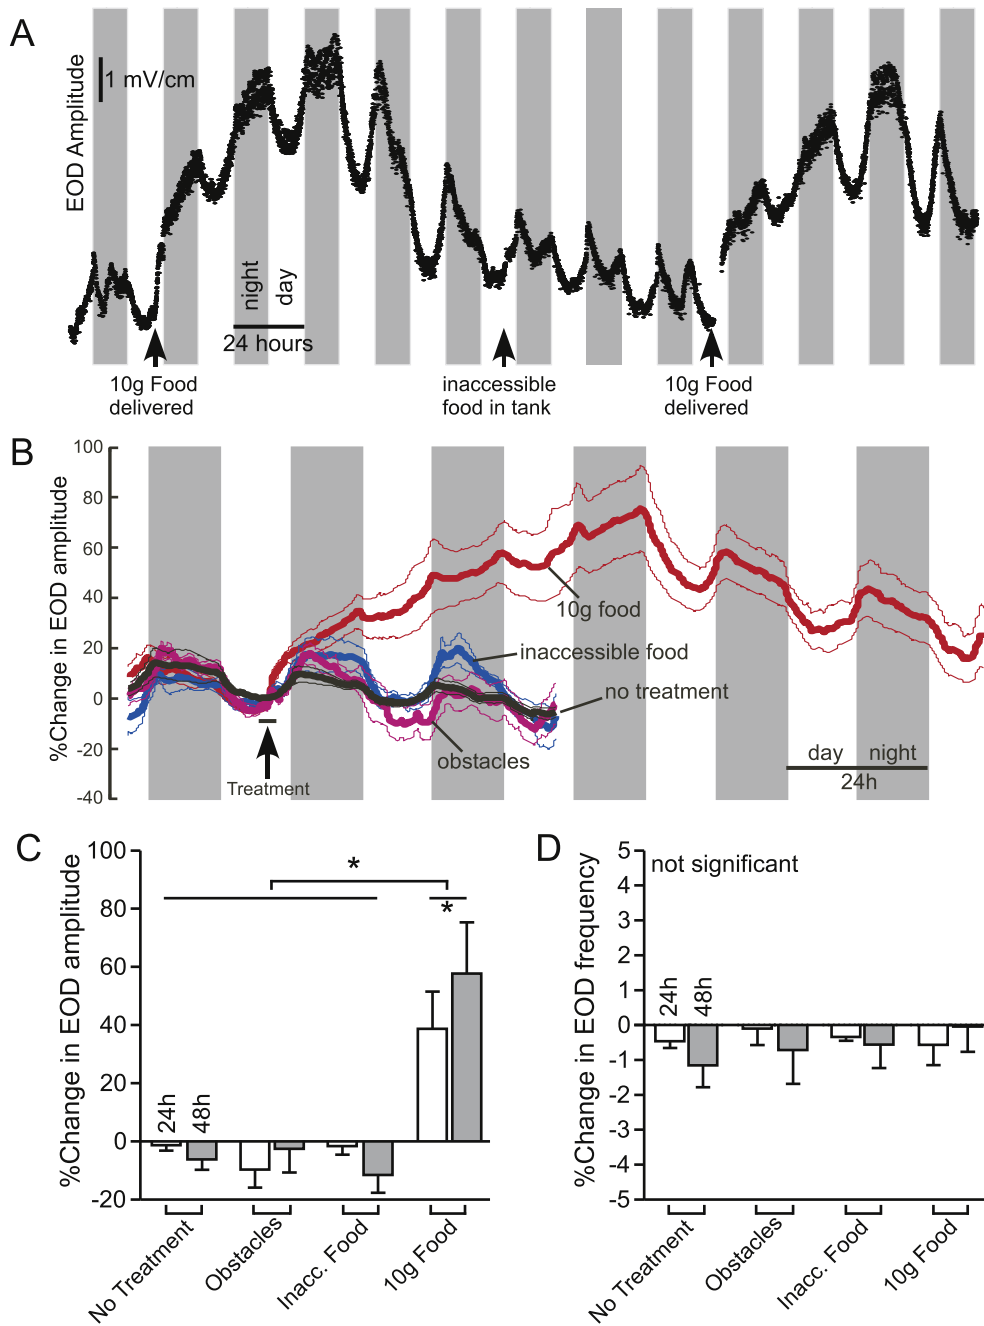 A
EOD Amplitude
1 mV/cm
night
day
24 hours
10g Food
delivered
inaccessible
food in tank
10g Food
delivered
B
%Change in EOD amplitude
100
80
60
40
20
0
-20
-40
10g food
inaccessible food
no treatment
obstacles
Treatment
day night
24h
C
%Change in EOD amplitude
100
80
60
40
20
0
-20
*
*
24h
48h
No Treatment
Obstacles
Inacc. Food
10g Food
D
%Change in EOD frequency
5
4
3
2
1
0
-1
-2
-3
-4
-5
not significant
24h
48h
No Treatment
Obstacles
Inacc. Food
10g Food